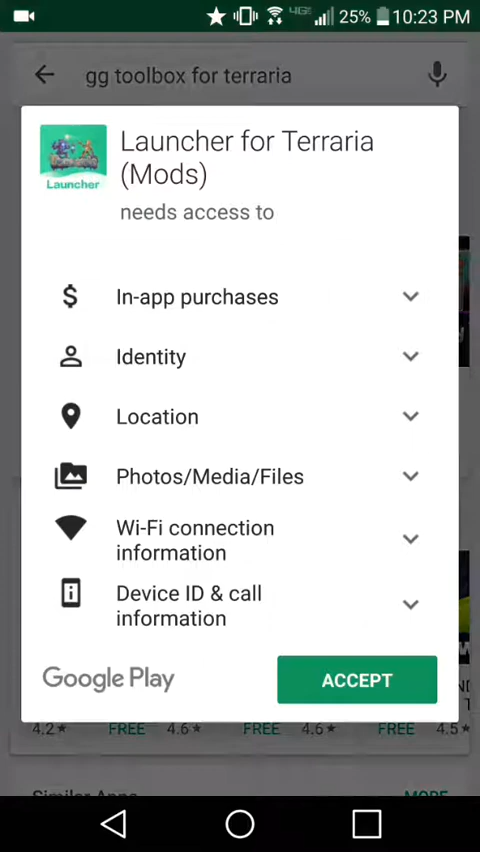 4G LTE 25% 10:23 PM
gg toolbox for terraria
Launcher
Launcher for Terraria
(Mods)
needs access to
In-app purchases
Identity
Location
Photos/Media/Files
Wi-Fi connection
information
Device ID & call
information
Google Play
ACCEPT
4.2★ FREE 4.6★ FREE 4.6★ FREE 4.5★
Similar Apps MORE